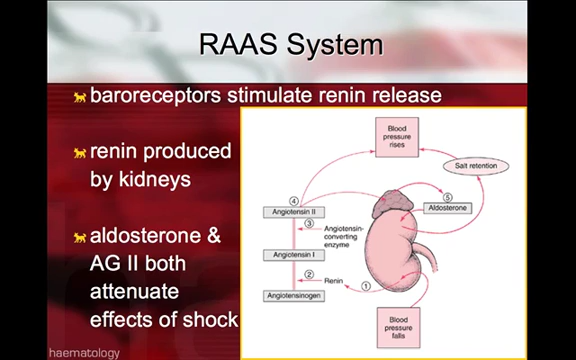 RAAS System
baroreceptors stimulate renin release
renin produced
by kidneys
aldosterone &
AG II both
attenuate
effects of shock
Blood
pressure
rises
Salt retention
4
5
Angiotensin II
Aldosterone
3
Angiotensin-
converting
enzyme
Angiotensin I
2
Renin
1
Angiotensinogen
Blood
pressure
falls
haematology